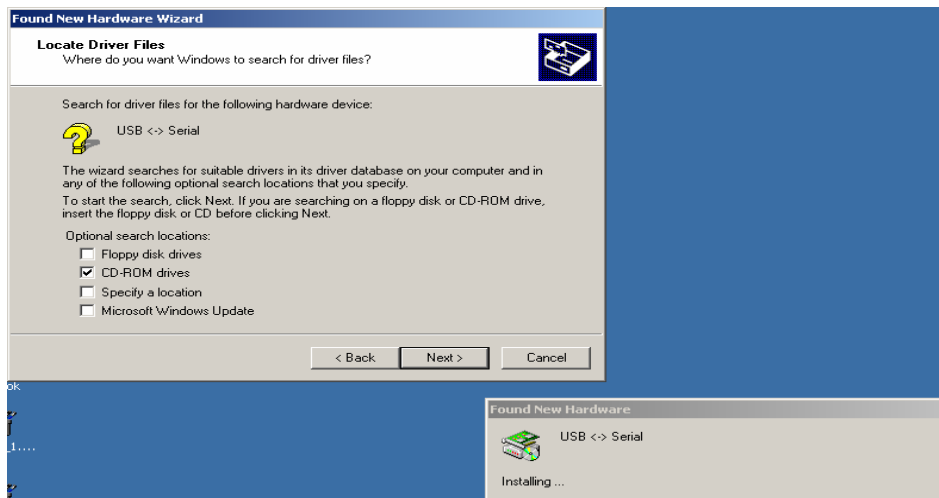 Found New Hardware Wizard
Locate Driver Files
Where do you want Windows to search for driver files?
Search for driver files for the following hardware device:
USB <-> Serial
The wizard searches for suitable drivers in its driver database on your computer and in
any of the following optional search locations that you specify.
To start the search, click Next. If you are searching on a floppy disk or CD-ROM drive,
insert the floppy disk or CD before clicking Next.
Optional search locations:
Floppy disk drives
CD-ROM drives
Specify a location
Microsoft Windows Update
< Back Next > Cancel
ok
_1....
Found New Hardware
USB <-> Serial
Installing ...